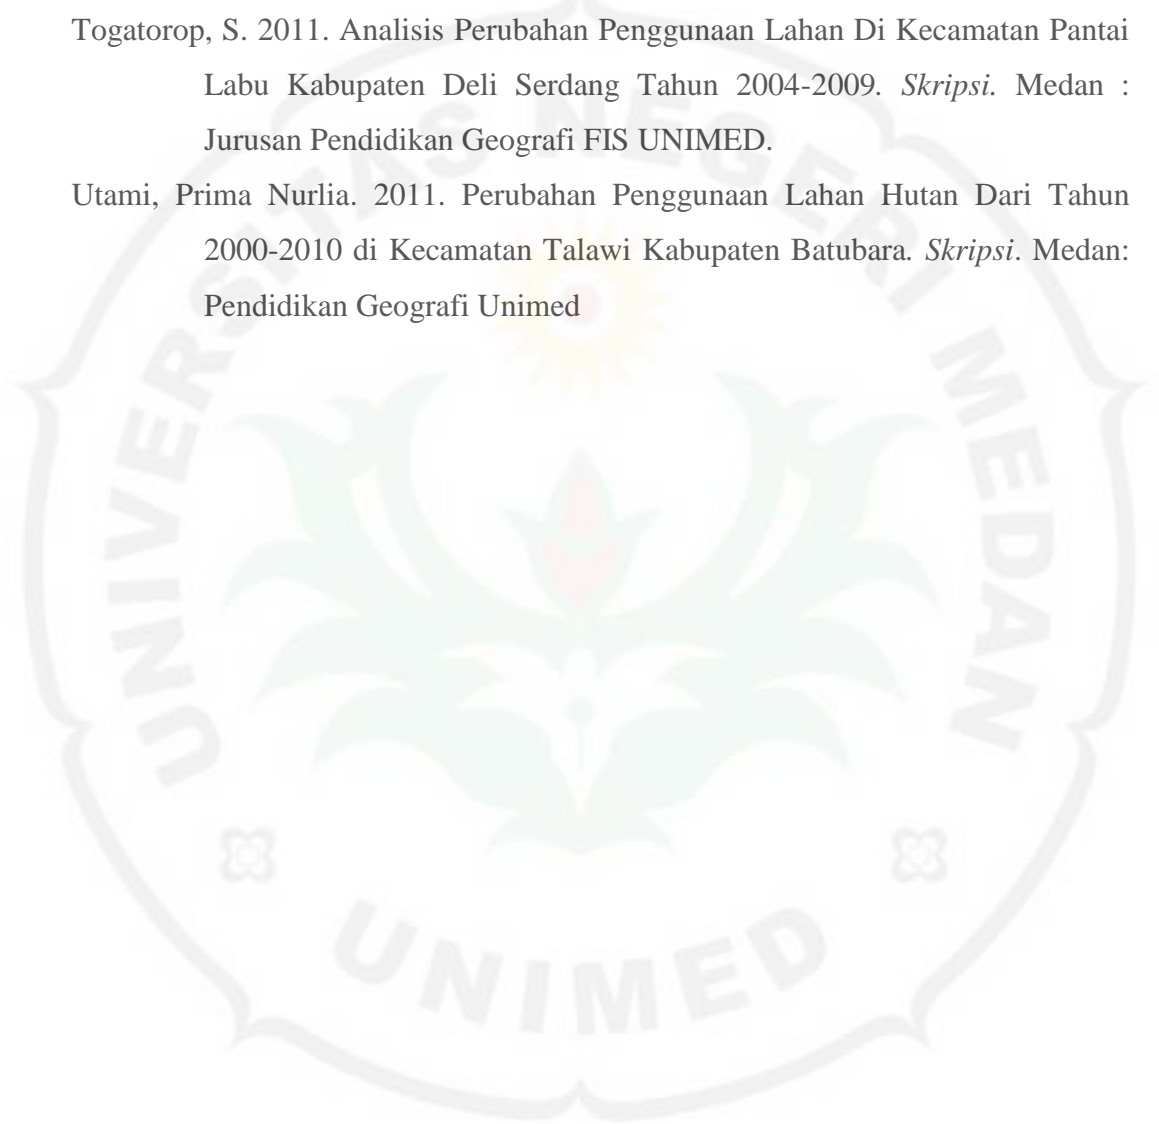 Togatorop, S. 2011. Analisis Perubahan Penggunaan Lahan Di Kecamatan Pantai
Labu Kabupaten Deli Serdang Tahun 2004-2009. Skripsi. Medan :
Jurusan Pendidikan Geografi FIS UNIMED.
Utami, Prima Nurlia. 2011. Perubahan Penggunaan Lahan Hutan Dari Tahun
2000-2010 di Kecamatan Talawi Kabupaten Batubara. Skripsi. Medan:
Pendidikan Geografi Unimed
UNIVERSITAS NEGERI MEDAN
UNIMED